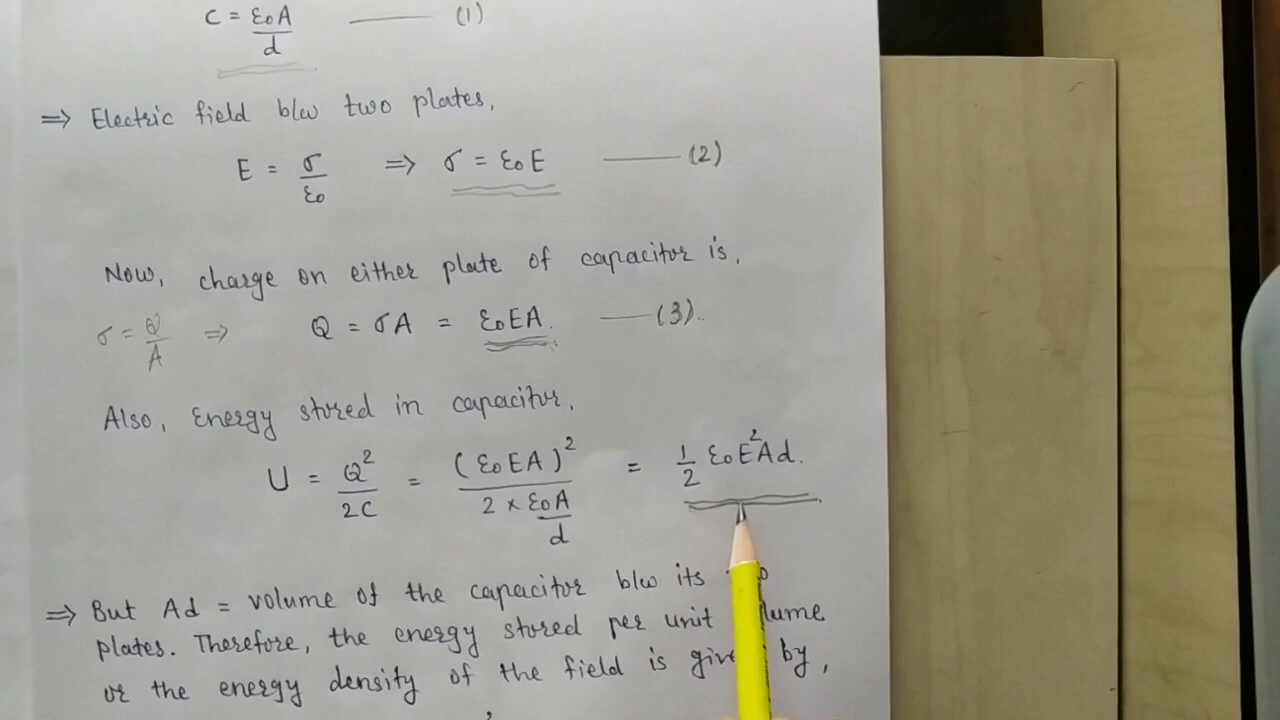 C = ε₀A/d ——— (1)
⇒ Electric field b/w two plates,
E = σ/ε₀ ⇒ σ = ε₀E ——— (2)
Now, charge on either plate of capacitor is,
σ = Q/A ⇒ Q = σA = ε₀EA. ——— (3).
Also, Energy stored in capacitor,
U = Q²/2C = (ε₀EA)²/(2 × ε₀A/d) = 1/2 ε₀E²Ad.
⇒ But Ad = volume of the capacitor b/w its
plates. Therefore, the energy stored per unit
or the energy density of the field is given by,